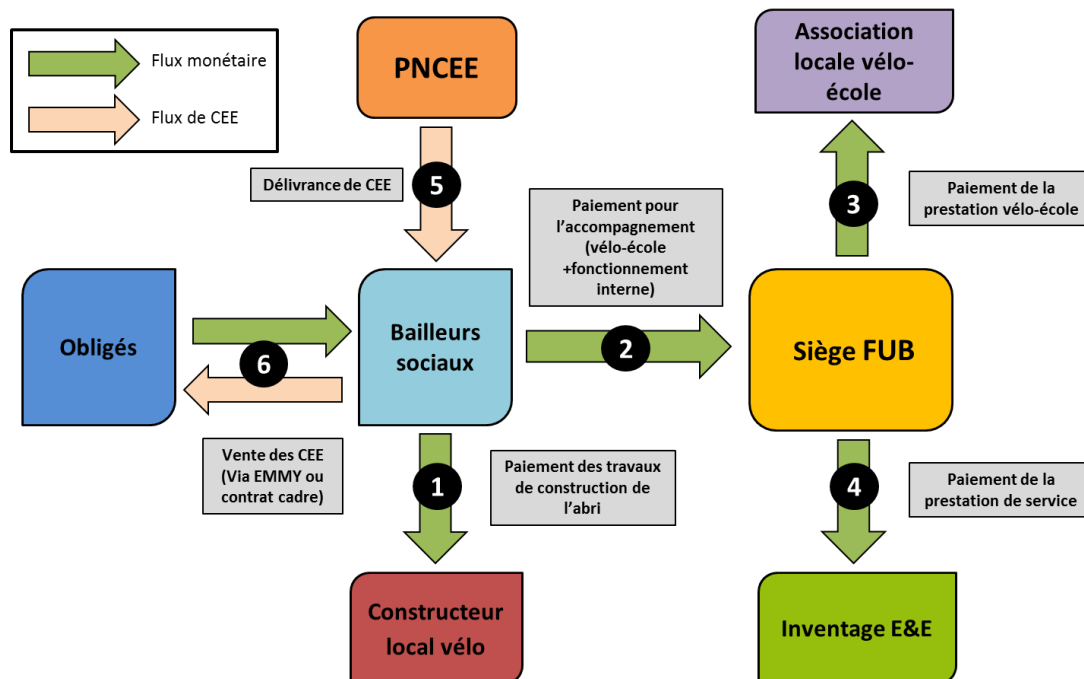 Flux monétaire
Flux de CEE
PNCEE
Association
locale vélo-
école
Délivrance de CEE
5
Paiement pour
l'accompagnement
(vélo-école
+fonctionnement
interne)
3
Paiement de la
prestation vélo-école
Obligés
6
Bailleurs
sociaux
2
Siège FUB
Vente des CEE
(Via EMMY ou
contrat cadre)
1
Paiement des travaux
de construction de
l'abri
4
Paiement de la
prestation de service
Constructeur
local vélo
Inventage E&E